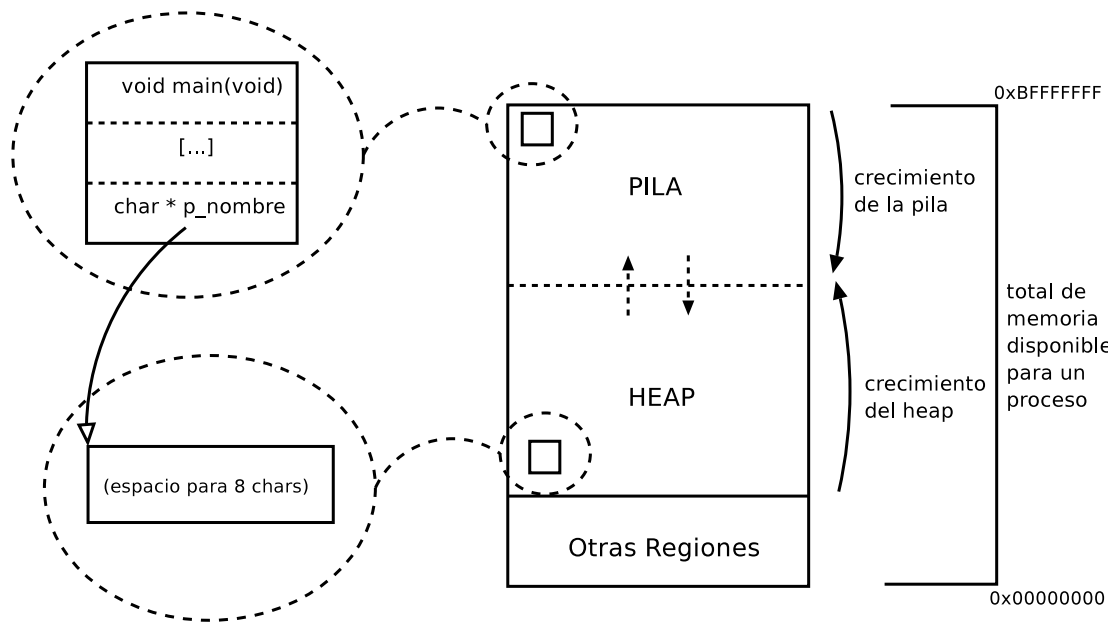 void main(void)
[...]
char * p_nombre
(espacio para 8 chars)
PILA
HEAP
Otras Regiones
crecimiento
de la pila
crecimiento
del heap
0xBFFFFFFF
total de
memoria
disponible
para un
proceso
0x00000000